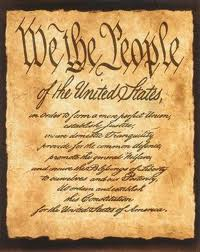 We the People
of the United States,
in Order to form a more perfect Union,
establish Justice,
insure domestic Tranquility,
provide for the common defence,
promote the general Welfare,
and secure the Blessings of Liberty
to ourselves and our Posterity,
do ordain and establish
this Constitution
for the United States of America.